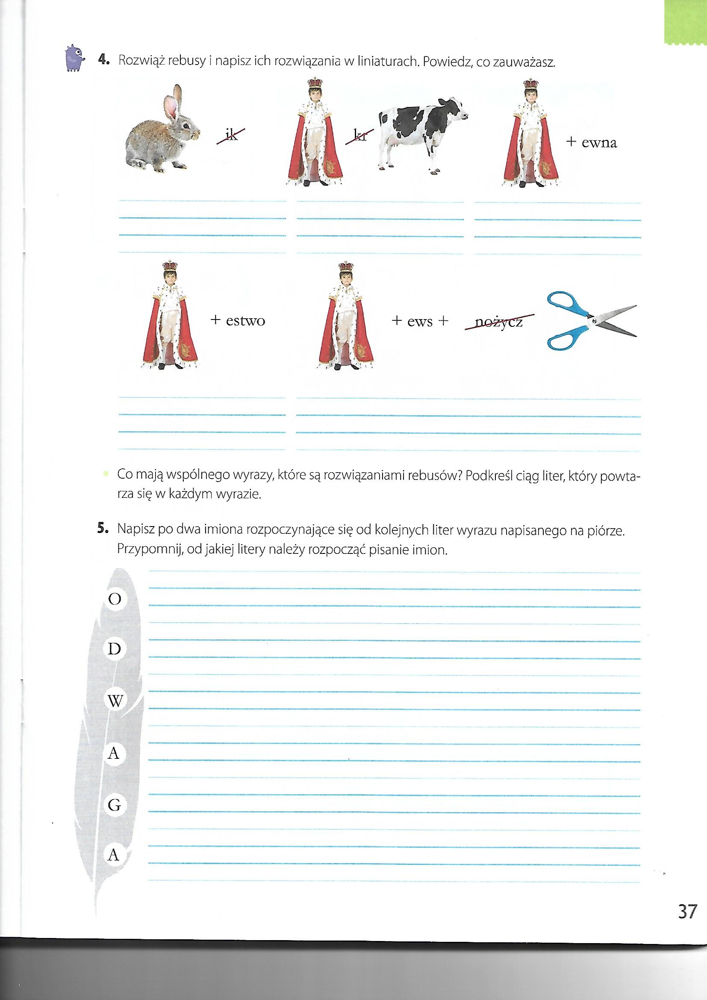 4. Rozwiąż rebusy i napisz ich rozwiązania w liniaturach. Powiedz, co zauważasz.
ik
kr
+ ewna
+ estwo
+ ews +
nożycz
Co mają wspólnego wyrazy, które są rozwiązaniami rebusów? Podkreśl ciąg liter, który powta-
rza się w każdym wyrazie.
5. Napisz po dwa imiona rozpoczynające się od kolejnych liter wyrazu napisanego na piórze.
Przypomnij, od jakiej litery należy rozpocząć pisanie imion.
O
D
W
A
G
A
37